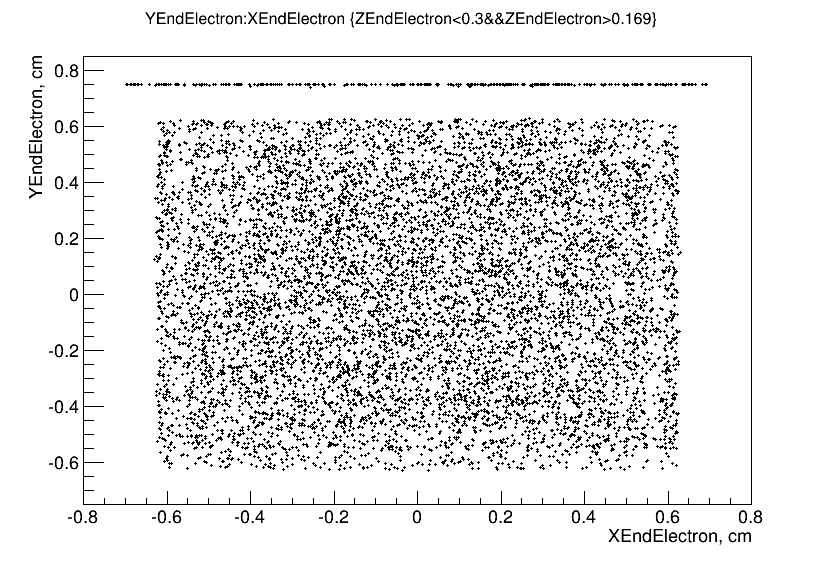 YEndElectron:XEndElectron {ZEndElectron<0.3&&ZEndElectron>0.169}
YEndElectron, cm
0.8
0.6
0.4
0.2
0
-0.2
-0.4
-0.6
-0.8 -0.6 -0.4 -0.2 0 0.2 0.4 0.6 0.8
XEndElectron, cm